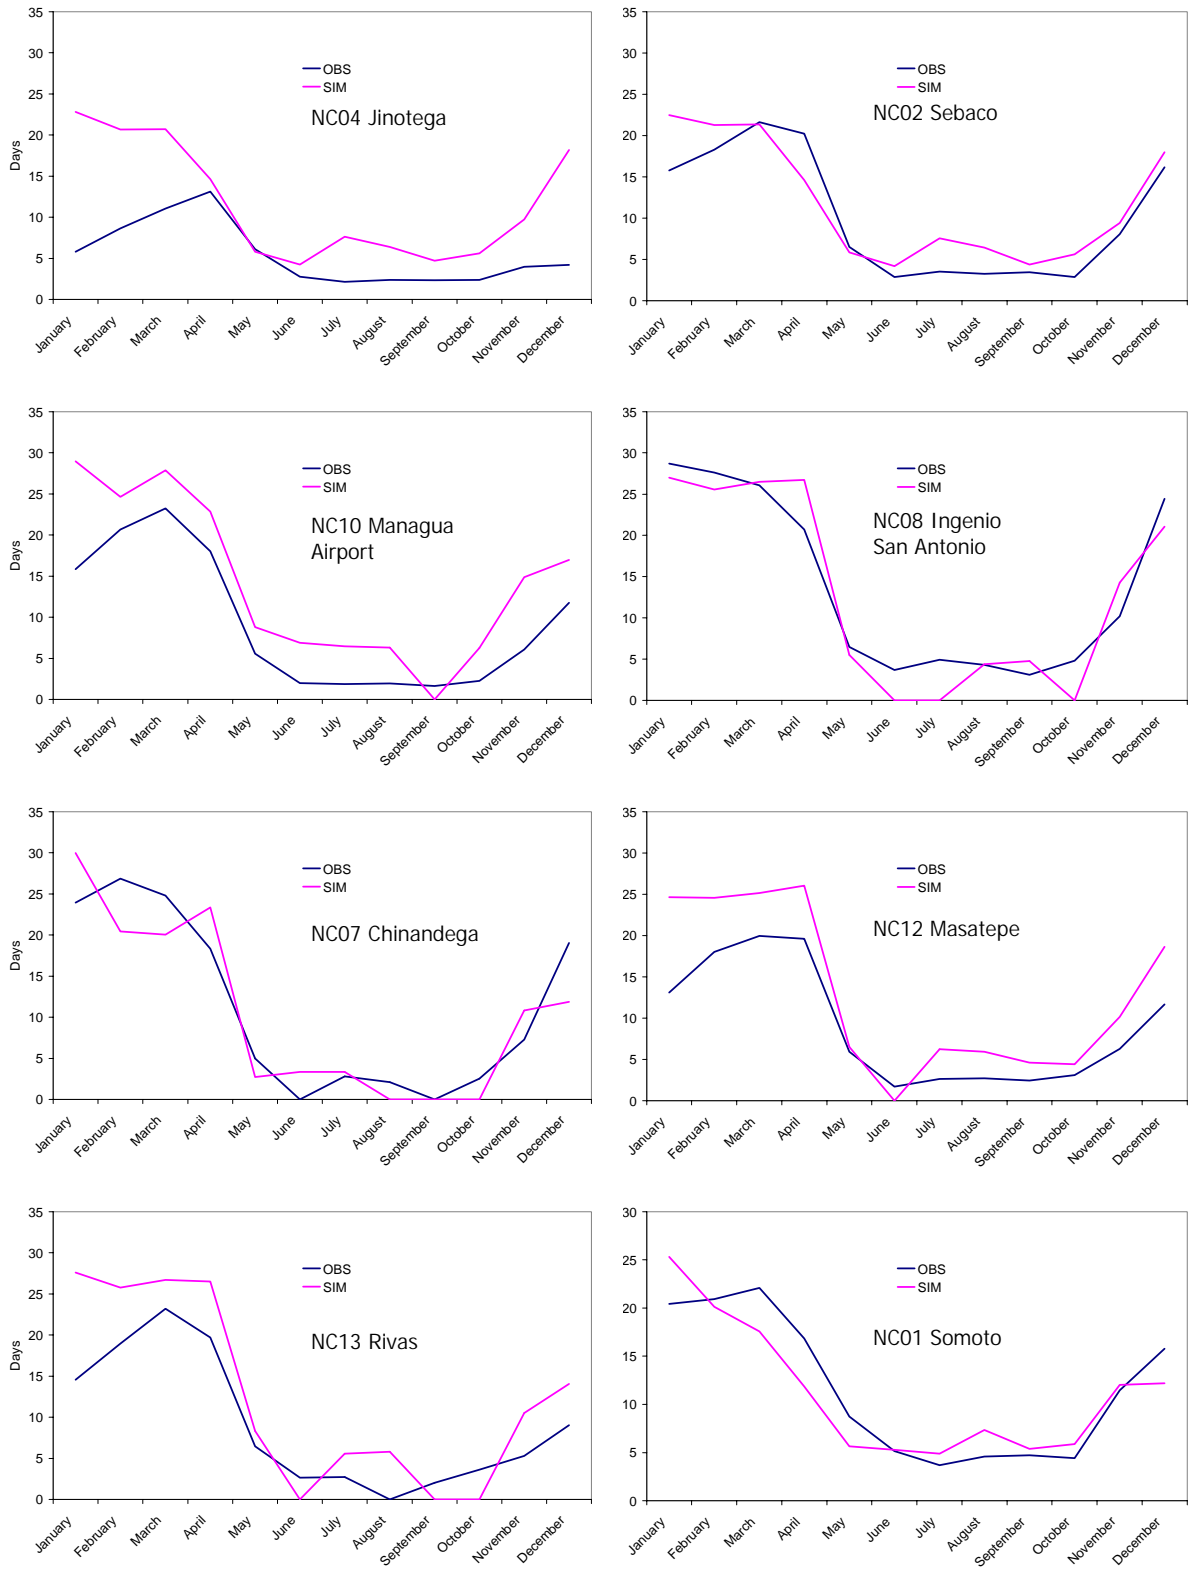 35
30
25
20
15
10
5
0
Days
OBS
SIM
NC04 Jinotega
January
February
March
April
May
June
July
August
September
October
November
December
35
30
25
20
15
10
5
0
OBS
SIM
NC02 Sebaco
January
February
March
April
May
June
July
August
September
October
November
December
35
30
25
20
15
10
5
0
Days
OBS
SIM
NC10 Managua
Airport
January
February
March
April
May
June
July
August
September
October
November
December
35
30
25
20
15
10
5
0
OBS
SIM
NC08 Ingenio
San Antonio
January
February
March
April
May
June
July
August
September
October
November
December
35
30
25
20
15
10
5
0
Days
OBS
SIM
NC07 Chinandega
January
February
March
April
May
June
July
August
September
October
November
December
35
30
25
20
15
10
5
0
OBS
SIM
NC12 Masatepe
January
February
March
April
May
June
July
August
September
October
November
December
35
30
25
20
15
10
5
0
Days
OBS
SIM
NC13 Rivas
January
February
March
April
May
June
July
August
September
October
November
December
30
25
20
15
10
5
0
OBS
SIM
NC01 Somoto
January
February
March
April
May
June
July
August
September
October
November
December